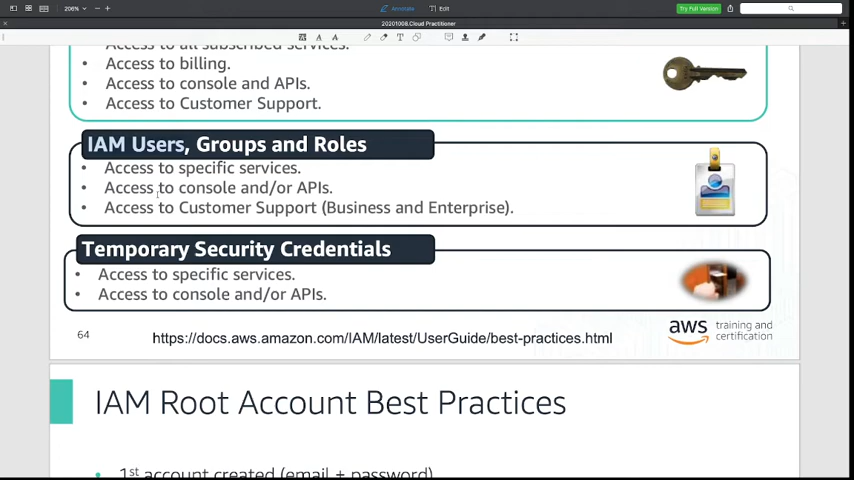 206%
Annotate
Edit
Try Full Version
20201008.Cloud Practitioner
Access to all subscribed services.
• Access to billing.
• Access to console and APIs.
• Access to Customer Support.
IAM Users, Groups and Roles
• Access to specific services.
• Access to console and/or APIs.
• Access to Customer Support (Business and Enterprise).
Temporary Security Credentials
• Access to specific services.
• Access to console and/or APIs.
64
https://docs.aws.amazon.com/IAM/latest/UserGuide/best-practices.html
aws training and
certification
IAM Root Account Best Practices
• 1st account created (email + password)